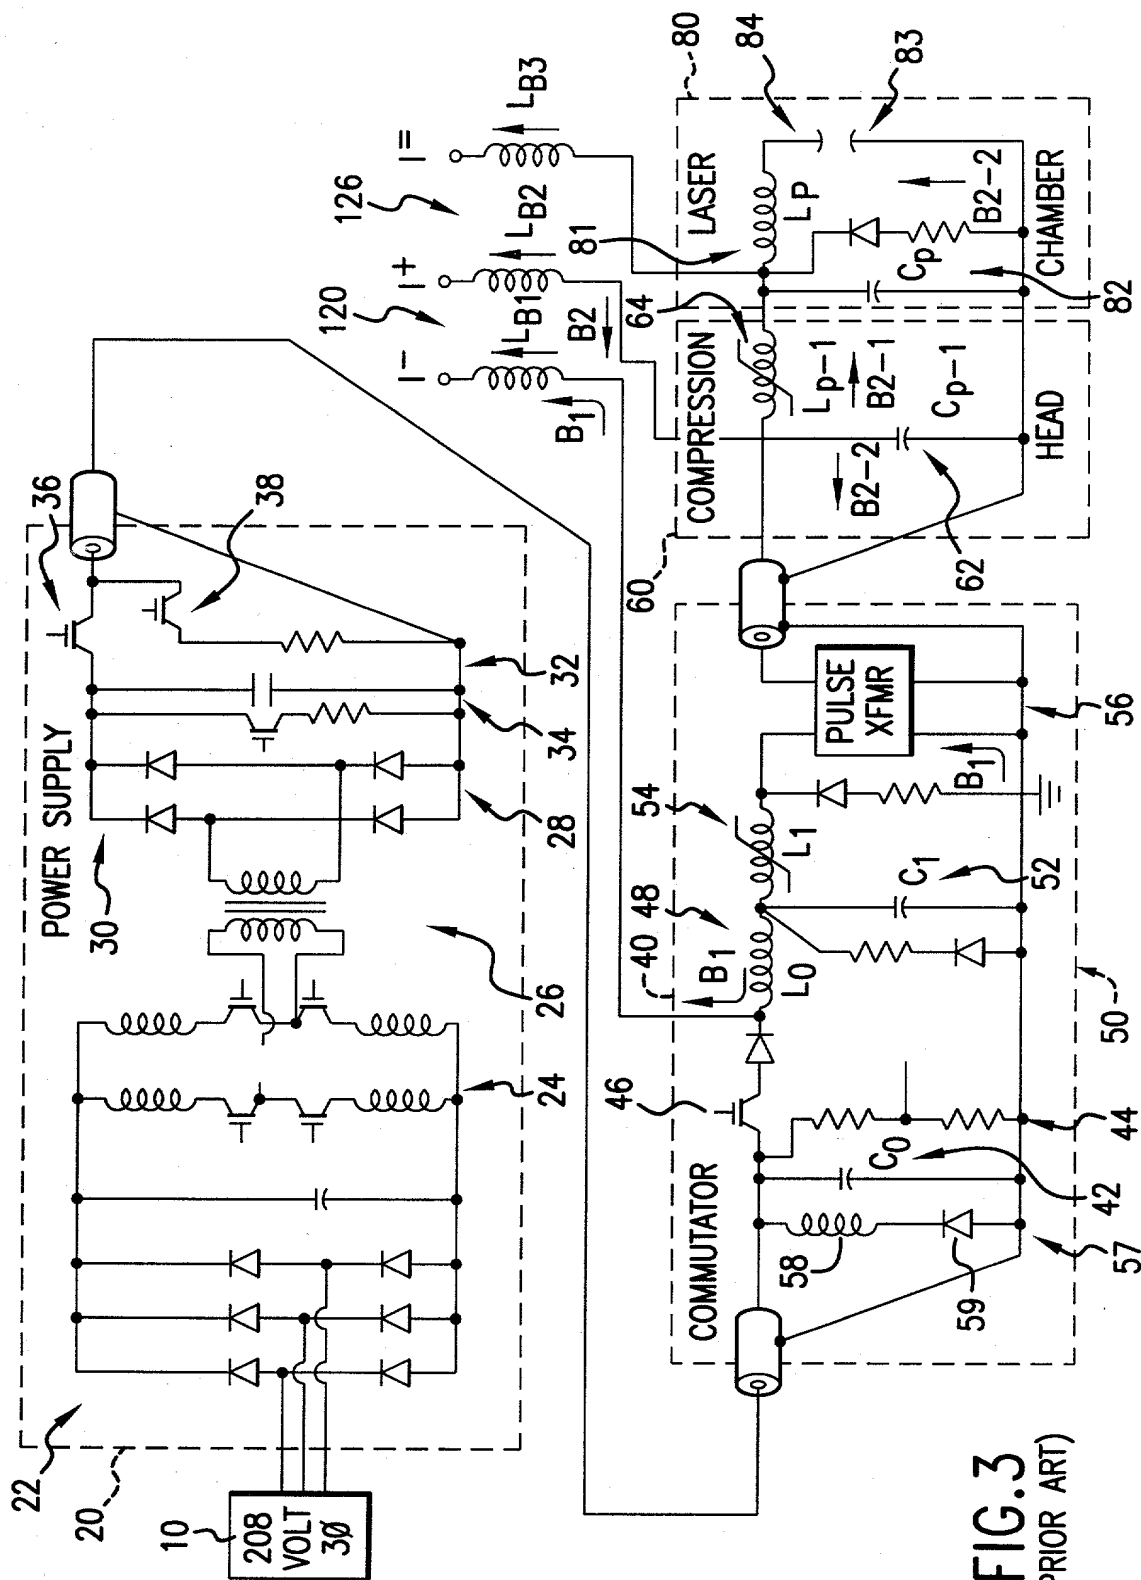 10
208
VOLT
3Ø
20
22
POWER SUPPLY
30
24
26
28
34
32
36
38
COMMUTATOR
57
58
59
42
C0
44
46
40
B1
48
L0
50
52
C1
54
L1
PULSE
XFMR
B1
56
60
COMPRESSION
HEAD
62
B2-2
64
Lp-1
B2-1
Cp-1
80
LASER
CHAMBER
81
82
Cp
LP
B2-2
83
84
120
126
I-
I+
I=
LB1
LB2
LB3
B1
B2
FIG.3
PRIOR ART)